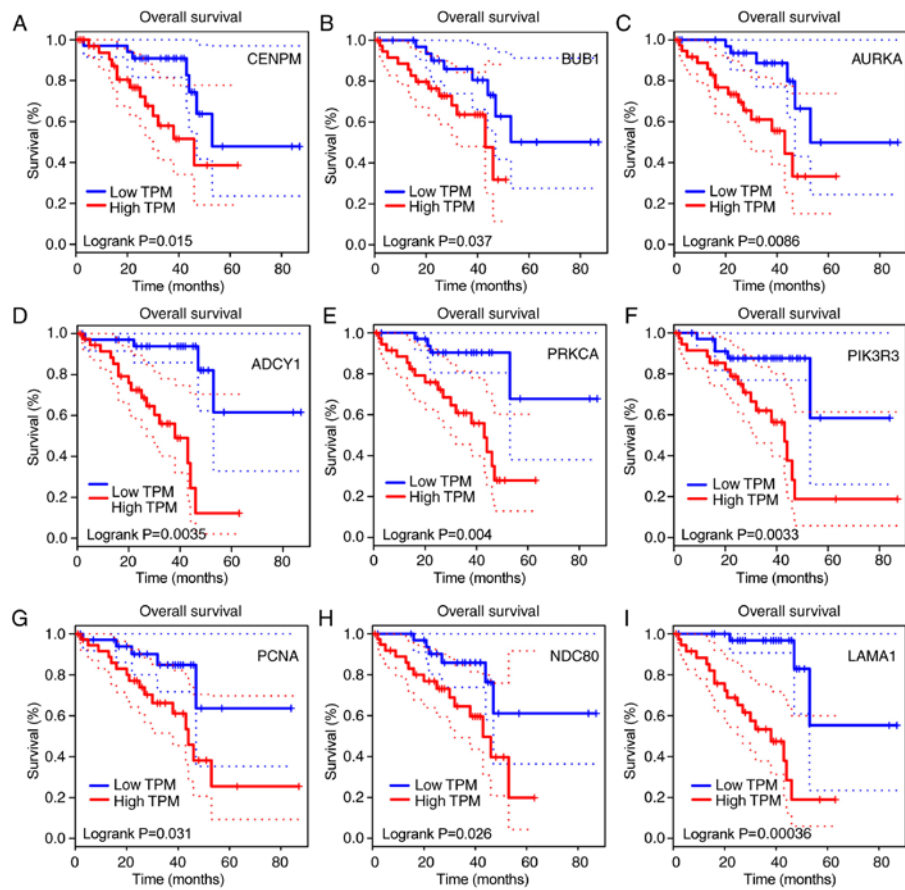 A Overall survival
CENPM
Survival (%)
1.0
0.8
0.6
0.4
0.2
0.0
Low TPM
High TPM
Logrank P=0.015
0 20 40 60 80
Time (months)
B Overall survival
BUB1
Survival (%)
1.0
0.8
0.6
0.4
0.2
0.0
Low TPM
High TPM
Logrank P=0.037
0 20 40 60 80
Time (months)
C Overall survival
AURKA
Survival (%)
1.0
0.8
0.6
0.4
0.2
0.0
Low TPM
High TPM
Logrank P=0.0086
0 20 40 60 80
Time (months)
D Overall survival
ADCY1
Survival (%)
1.0
0.8
0.6
0.4
0.2
0.0
Low TPM
High TPM
Logrank P=0.0035
0 20 40 60 80
Time (months)
E Overall survival
PRKCA
Survival (%)
1.0
0.8
0.6
0.4
0.2
0.0
Low TPM
High TPM
Logrank P=0.004
0 20 40 60 80
Time (months)
F Overall survival
PIK3R3
Survival (%)
1.0
0.8
0.6
0.4
0.2
0.0
Low TPM
High TPM
Logrank P=0.0033
0 20 40 60 80
Time (months)
G Overall survival
PCNA
Survival (%)
1.0
0.8
0.6
0.4
0.2
0.0
Low TPM
High TPM
Logrank P=0.031
0 20 40 60 80
Time (months)
H Overall survival
NDC80
Survival (%)
1.0
0.8
0.6
0.4
0.2
0.0
Low TPM
High TPM
Logrank P=0.026
0 20 40 60 80
Time (months)
I Overall survival
LAMA1
Survival (%)
1.0
0.8
0.6
0.4
0.2
0.0
Low TPM
High TPM
Logrank P=0.00036
0 20 40 60 80
Time (months)